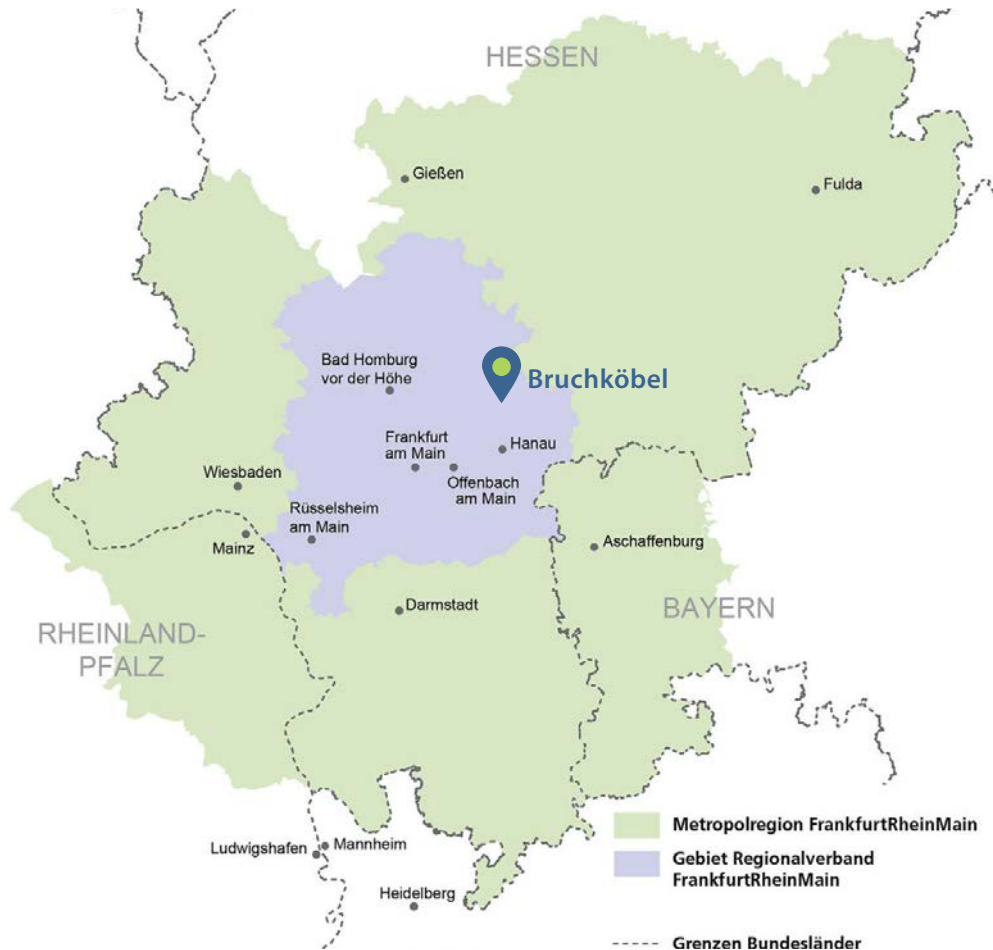 HESSEN
Gießen
Fulda
Bad Homburg
vor der Höhe
Bruchköbel
Frankfurt
am Main
Hanau
Offenbach
am Main
Wiesbaden
Rüsselsheim
am Main
Mainz
Aschaffenburg
Darmstadt
BAYERN
RHEINLAND-
PFALZ
Ludwigshafen
Mannheim
Heidelberg
Metropolregion FrankfurtRheinMain
Gebiet Regionalverband
FrankfurtRheinMain
Grenzen Bundesländer